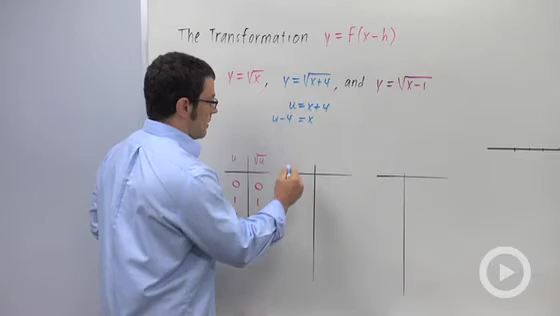 The Transformation y = f(x-h)
y = √x, y = √(x+4), and y = √(x-1)
u = x+4
u-4 = x
u √u
0 0
1 1